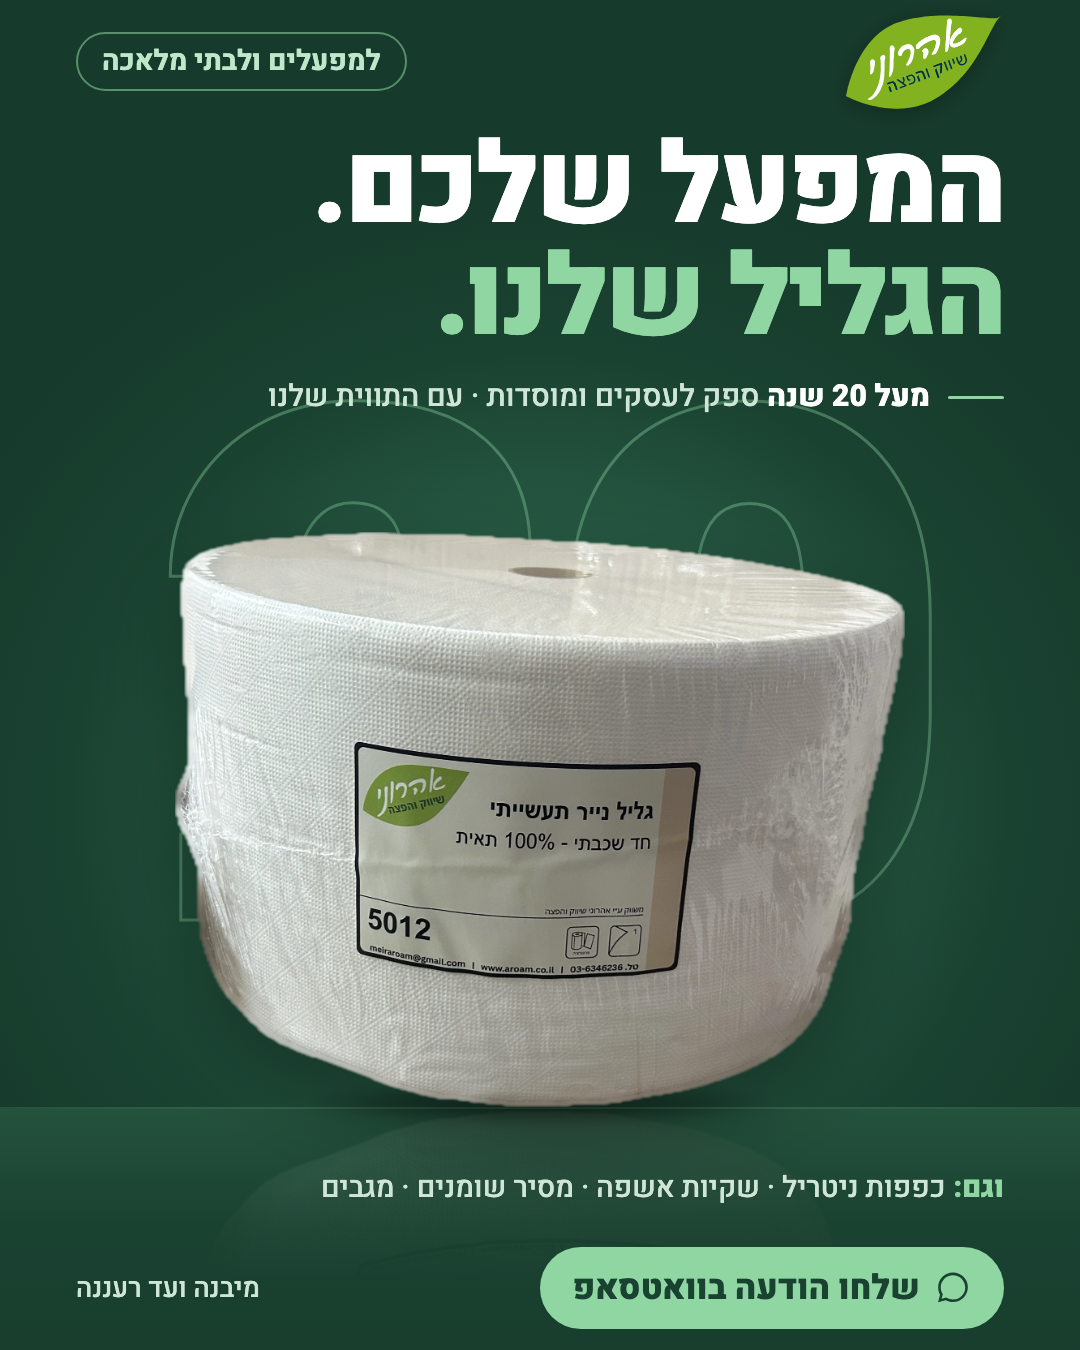 אהרוני
שיווק והפצה
למפעלים ולבתי מלאכה
המפעל שלכם.
הגליל שלנו.
מעל 20 שנה ספק לעסקים ומוסדות · עם התווית שלנו
אהרוני
שיווק והפצה
גליל נייר תעשייתי
חד שכבתי - 100% תאית
משווק ע"י אהרוני שיווק והפצה
5012
1
meiraroam@gmail.com | www.aroam.co.il | 03-6346236 .טל
וגם: כפפות ניטריל · שקיות אשפה · מסיר שומנים · מגבים
שלחו הודעה בוואטסאפ
מיבנה ועד רעננה